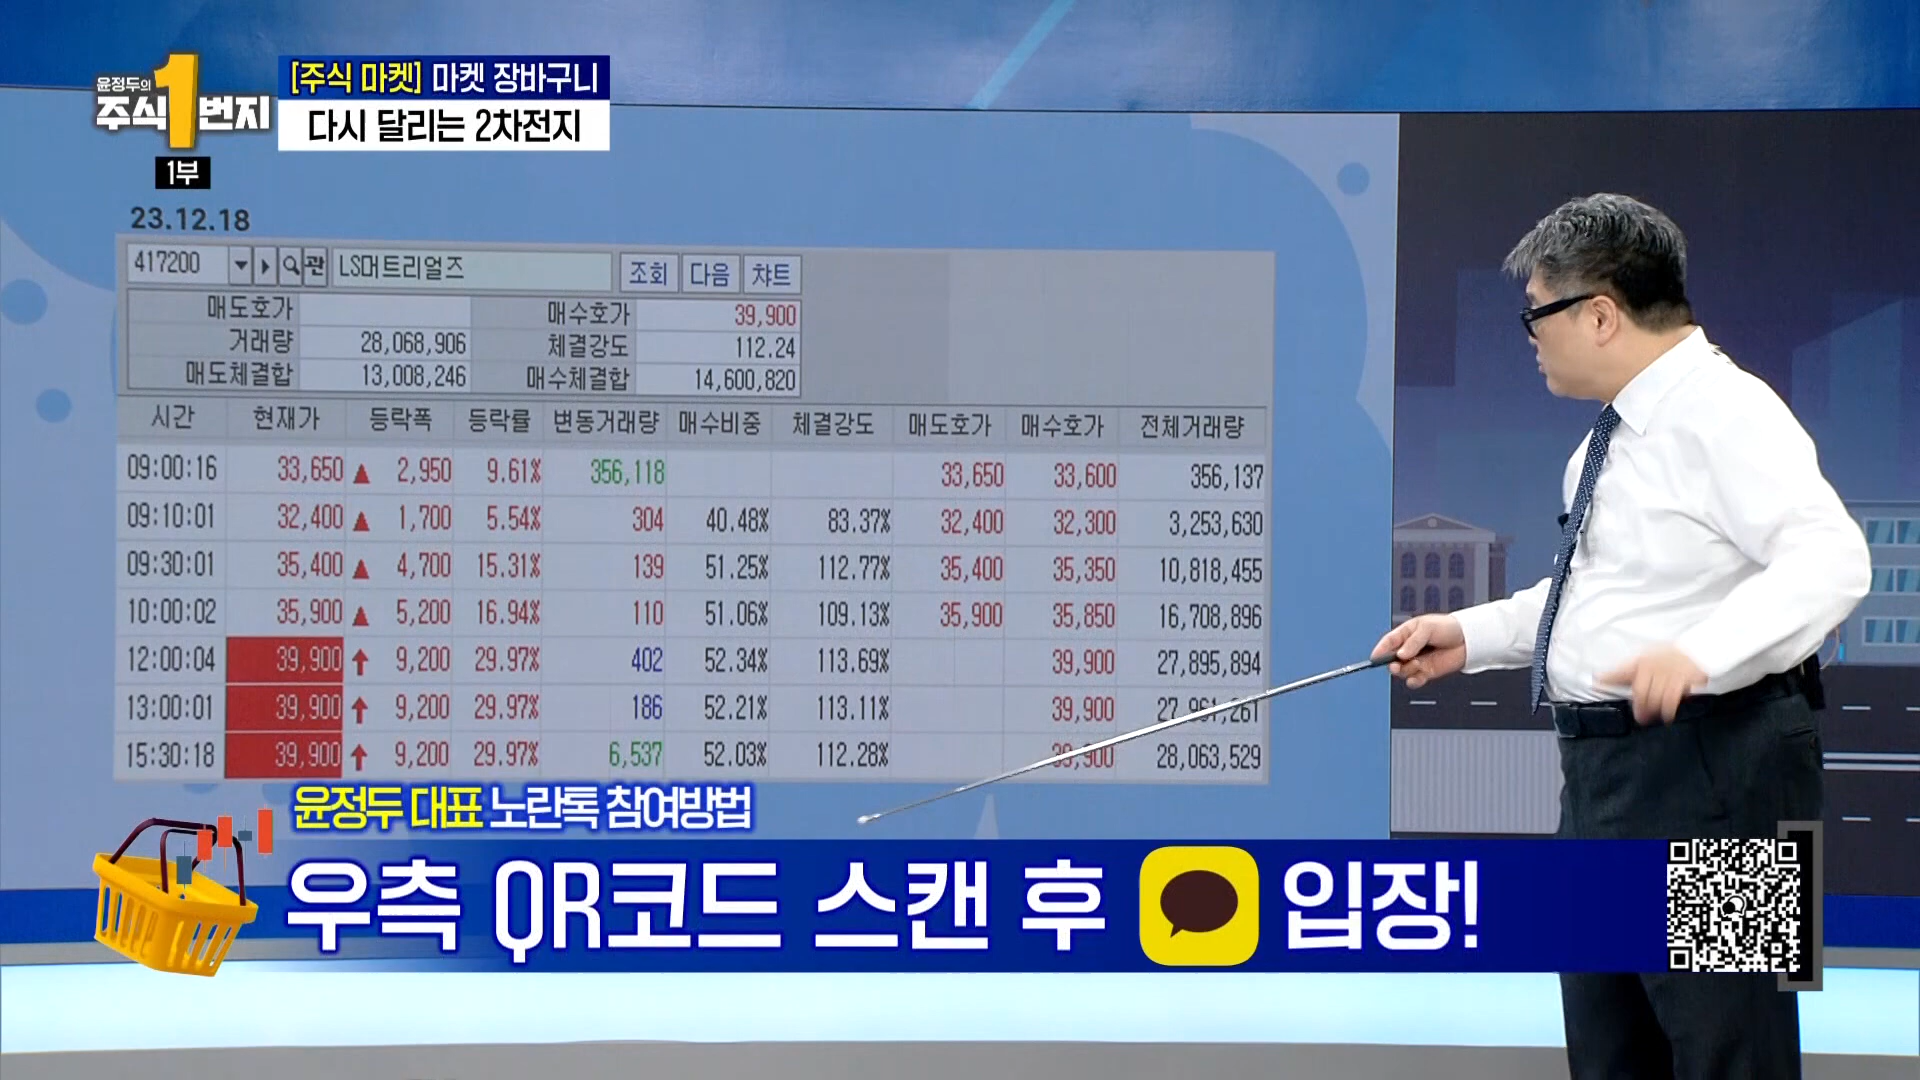 윤정두의
주식1번지
1부
[주식 마켓] 마켓 장바구니
다시 달리는 2차전지
23.12.18
417200 관 LS머트리얼즈 조회 다음 챠트
매도호가 매수호가 39,900
거래량 28,068,906 체결강도 112.24
매도체결합 13,008,246 매수체결합 14,600,820
시간 현재가 등락폭 등락률 변동거래량 매수비중 체결강도 매도호가 매수호가 전체거래량
09:00:16 33,650 ▲ 2,950 9.61% 356,118 33,650 33,600 356,137
09:10:01 32,400 ▲ 1,700 5.54% 304 40.48% 83.37% 32,400 32,300 3,253,630
09:30:01 35,400 ▲ 4,700 15.31% 139 51.25% 112.77% 35,400 35,350 10,818,455
10:00:02 35,900 ▲ 5,200 16.94% 110 51.06% 109.13% 35,900 35,850 16,708,896
12:00:04 39,900 ↑ 9,200 29.97% 402 52.34% 113.69% 39,900 27,895,894
13:00:01 39,900 ↑ 9,200 29.97% 186 52.21% 113.11% 39,900 27,961,261
15:30:18 39,900 ↑ 9,200 29.97% 6,537 52.03% 112.28% 39,900 28,063,529
윤정두 대표 노란톡 참여방법
우측 QR코드 스캔 후 입장!